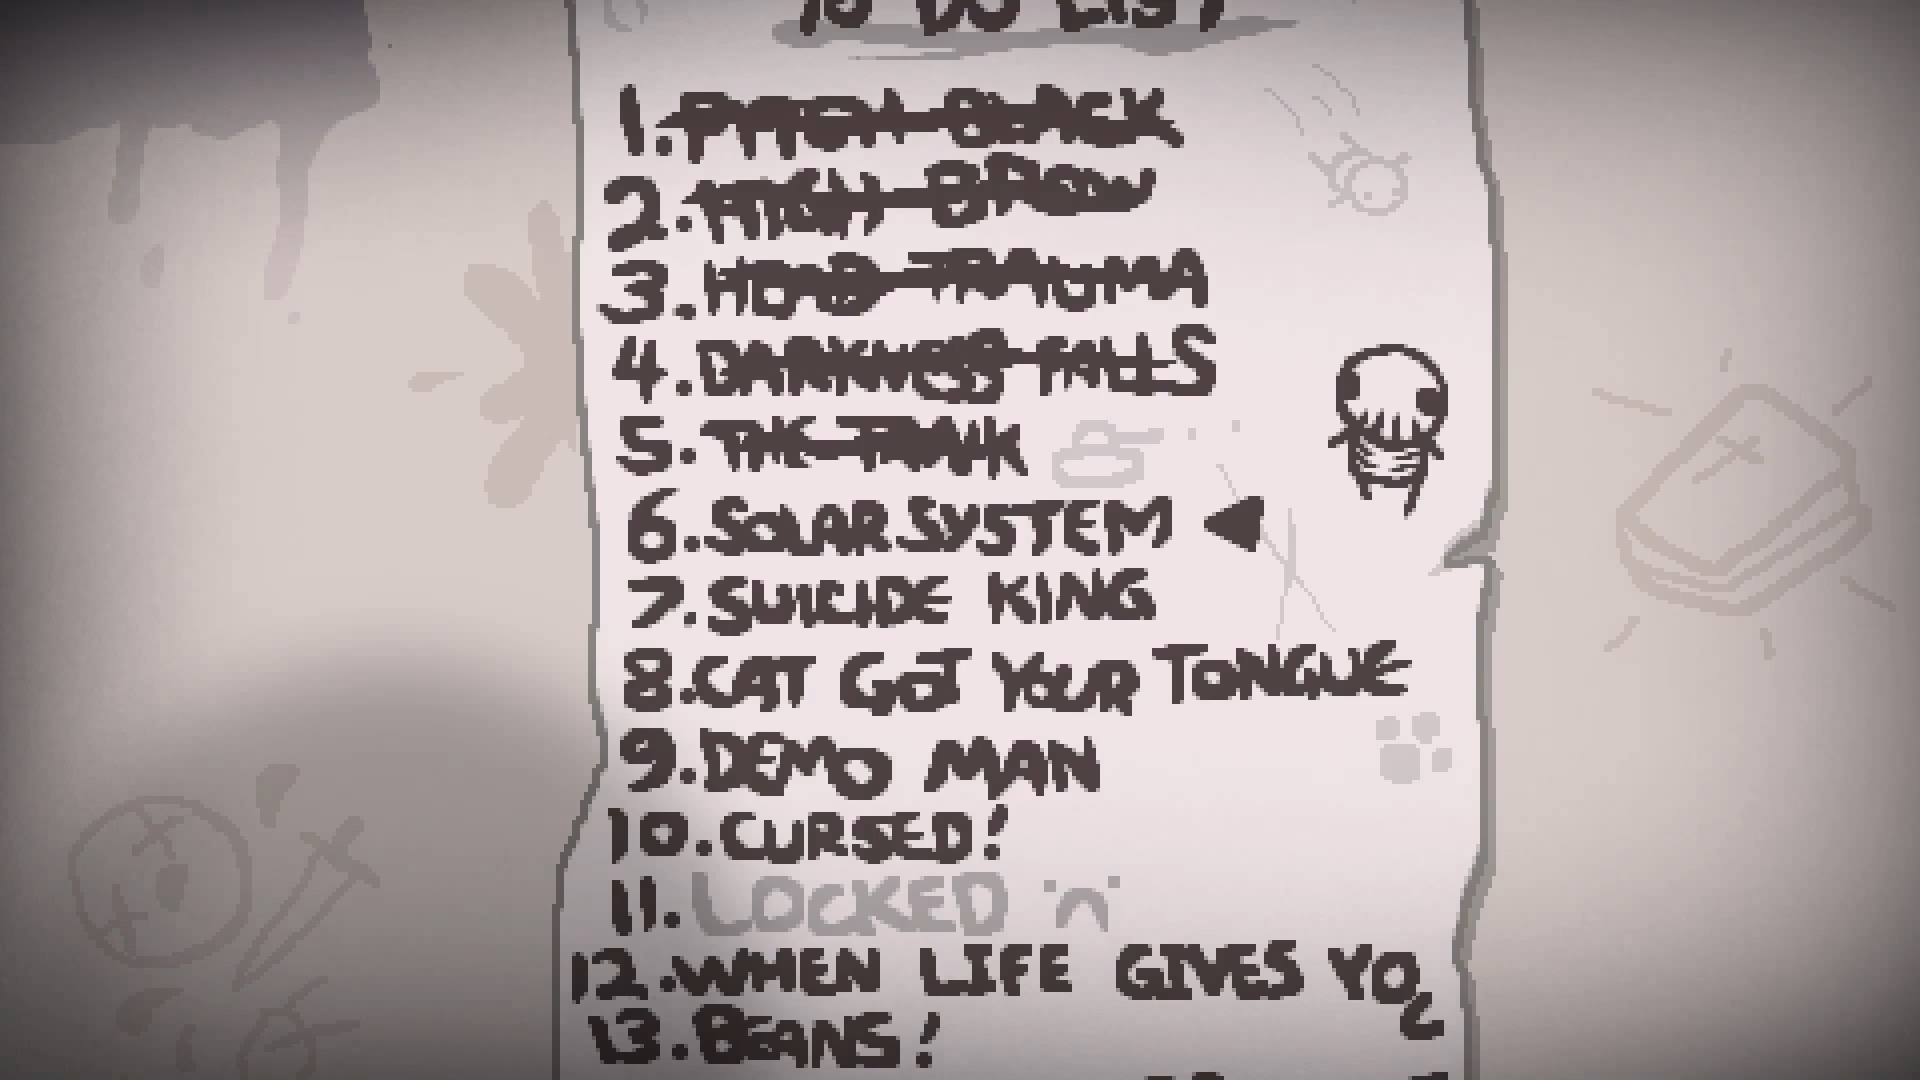 TO DO LIST
1. PITCH BLACK
2. HIGH BROW
3. HEAD TRAUMA
4. DARKNESS FALLS
5. THE TANK
6. SOLAR SYSTEM
7. SUICIDE KING
8. CAT GOT YOUR TONGUE
9. DEMO MAN
10. CURSED!
11. LOCKED
12. WHEN LIFE GIVES YOU
13. BEANS!